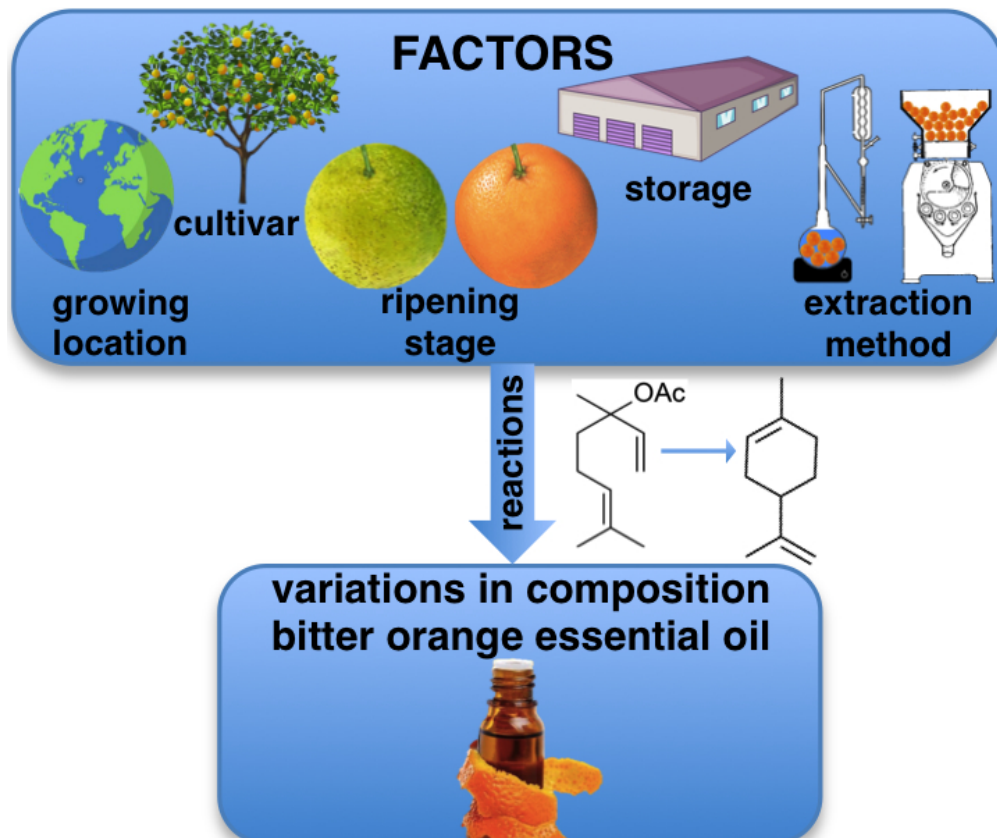 FACTORS
cultivar
storage
growing
location
ripening
stage
extraction
method
reactions
OAc
variations in composition
bitter orange essential oil